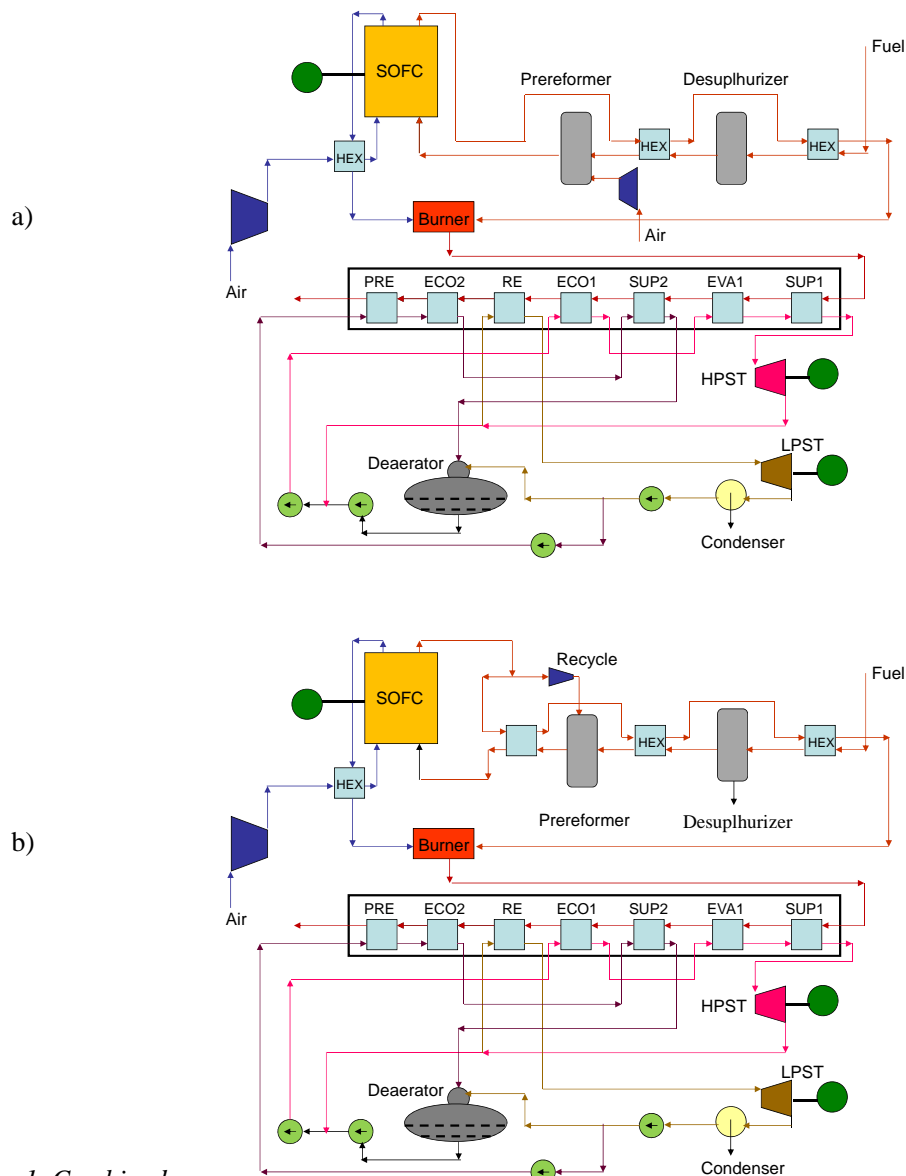 Fuel
SOFC
Prereformer
Desuplhurizer
HEX
HEX
HEX
a)
Burner
Air
Air
PRE
ECO2
RE
ECO1
SUP2
EVA1
SUP1
HPST
LPST
Deaerator
Condenser
Recycle
Fuel
SOFC
HEX
HEX
HEX
Prereformer
Desuplhurizer
b)
Burner
Air
PRE
ECO2
RE
ECO1
SUP2
EVA1
SUP1
HPST
LPST
Deaerator
Condenser